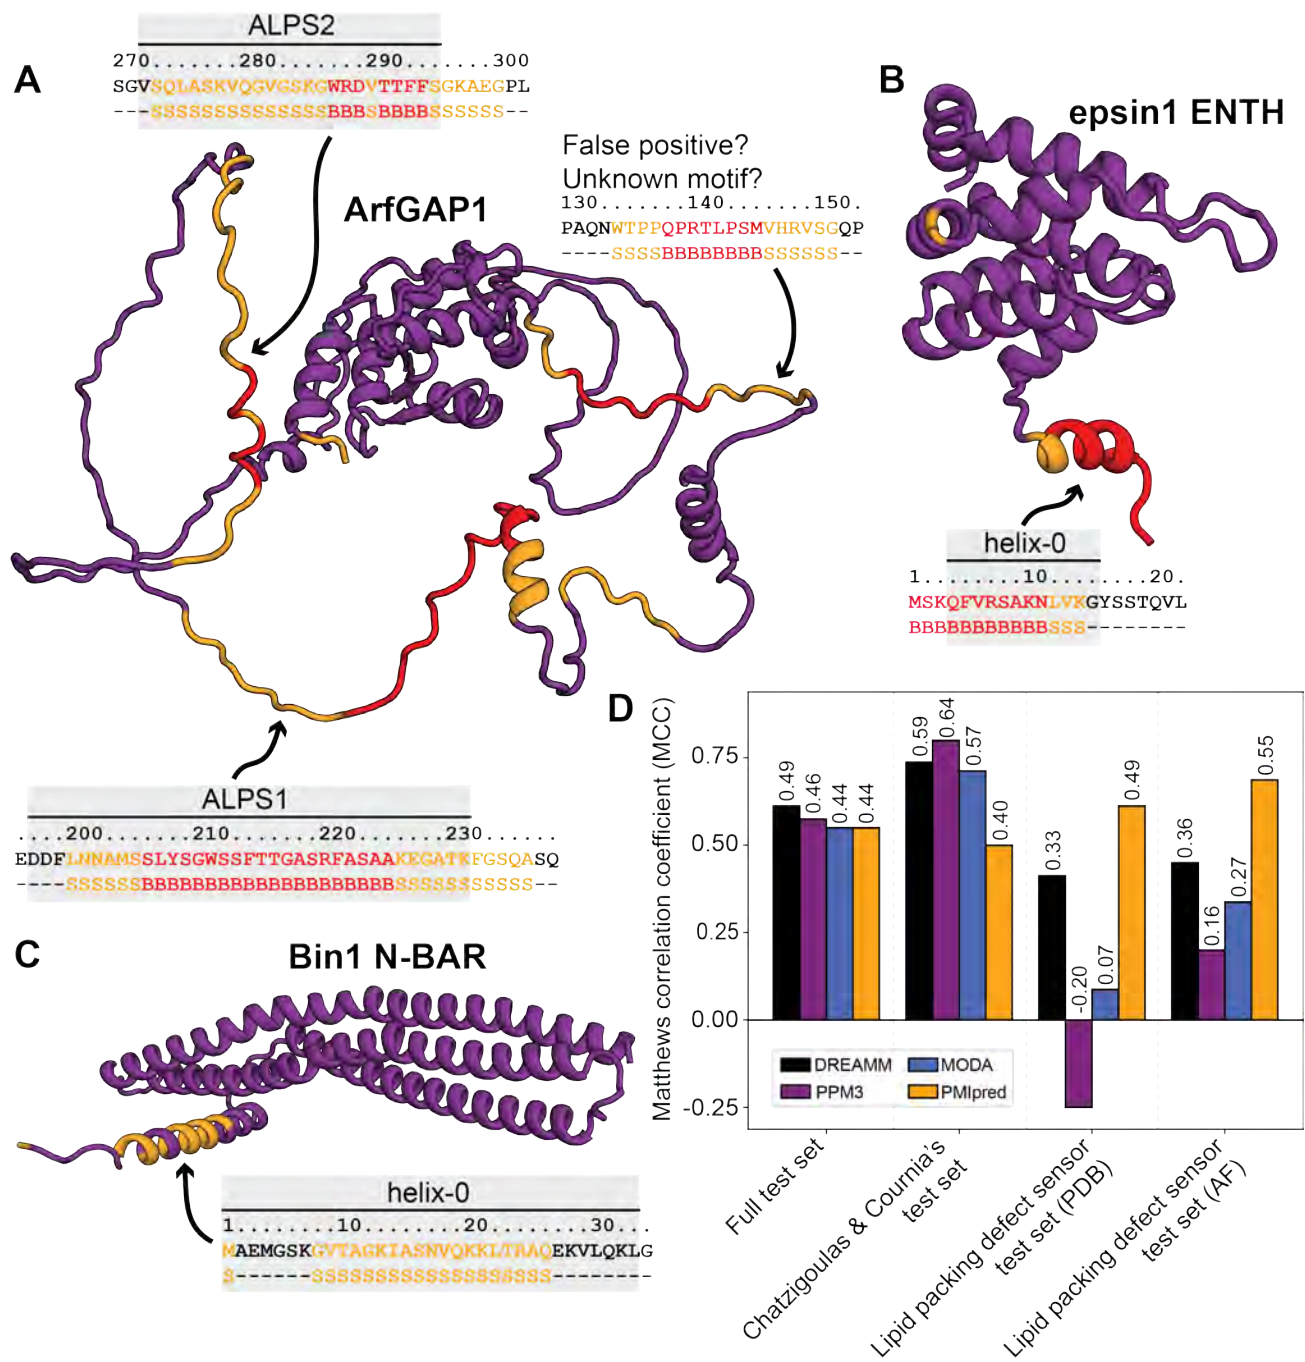 A
ALPS2
270.......280.......290.......300
SGVSQLASKVQGVGSKGWRDVTTFFSGKAEGPL
---SSSSSSSSSSSSSSBBBSBBBBSSSSSS--
ArfGAP1
False positive?
Unknown motif?
130.......140.......150.
PAQNWTPPQPRTLPSMVHRVSGQP
----SSSSBBBBBBBBSSSSSS--
ALPS1
....200.......210.......220.......230......
EDDFLNNAMSSLYSGWSSFTTGASRFASAAKEGATKFGSQASQ
----SSSSSSBBBBBBBBBBBBBBBBBBBBSSSSSSSSSSS--
B
epsin1 ENTH
helix-0
1........10........20.
MSKQFVRSAKNLVKGYSSTQVL
BBBBBBBBBBBSSS--------
C
Bin1 N-BAR
helix-0
1........10........20........30...
MAEMGSKGVTAGKIASNVQKKLTRAQEKVLQKLG
S------SSSSSSSSSSSSSSSSSSS--------
D
Matthews correlation coefficient (MCC)
0.75
0.50
0.25
0.00
-0.25
0.49
0.46
0.44
0.44
0.59
0.64
0.57
0.40
0.33
-0.20
0.07
0.49
0.36
0.16
0.27
0.55
DREAMM
PPM3
MODA
PMIpred
Full test set
Chatzigoulas & Cournia's
test set
Lipid packing defect sensor
test set (PDB)
Lipid packing defect sensor
test set (AF)